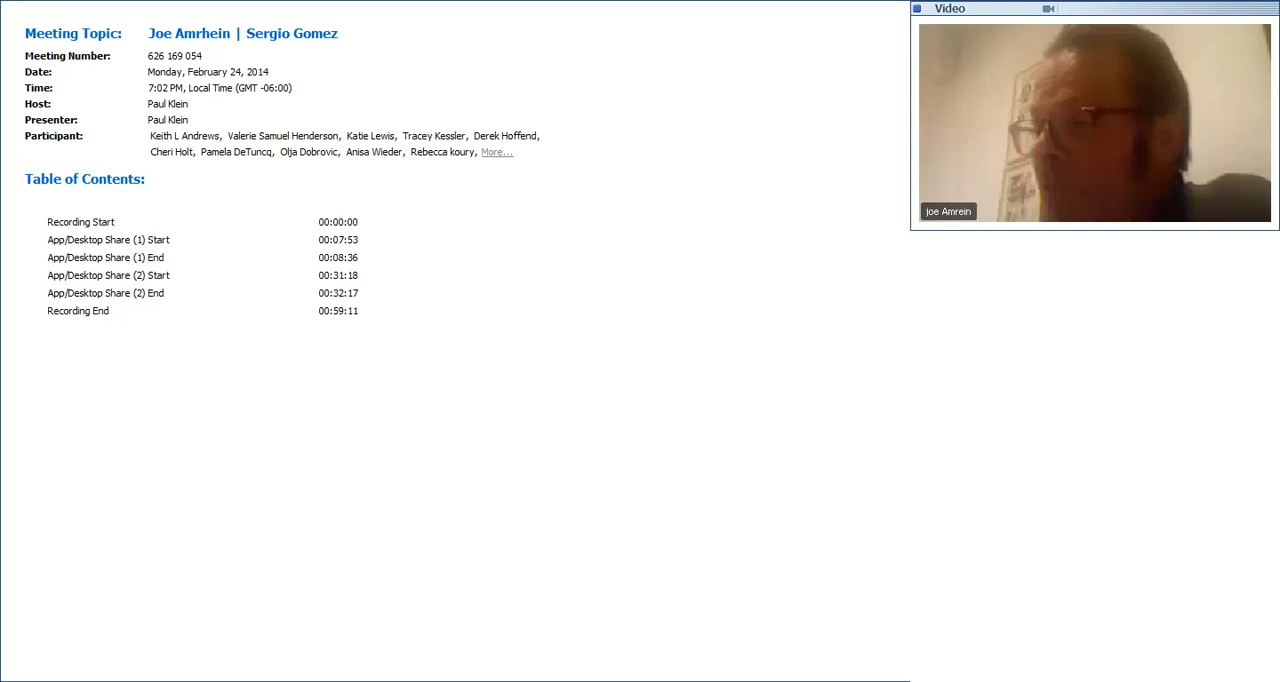 Meeting Topic: Joe Amrhein | Sergio Gomez
Meeting Number: 626 169 054
Date: Monday, February 24, 2014
Time: 7:02 PM, Local Time (GMT -06:00)
Host: Paul Klein
Presenter: Paul Klein
Participant: Keith L Andrews, Valerie Samuel Henderson, Katie Lewis, Tracey Kessler, Derek Hoffend,
Cheri Holt, Pamela DeTuncq, Olja Dobrovic, Anisa Wieder, Rebecca koury, More...
Table of Contents:
Recording Start 00:00:00
App/Desktop Share (1) Start 00:07:53
App/Desktop Share (1) End 00:08:36
App/Desktop Share (2) Start 00:31:18
App/Desktop Share (2) End 00:32:17
Recording End 00:59:11
Video
joe Amrein